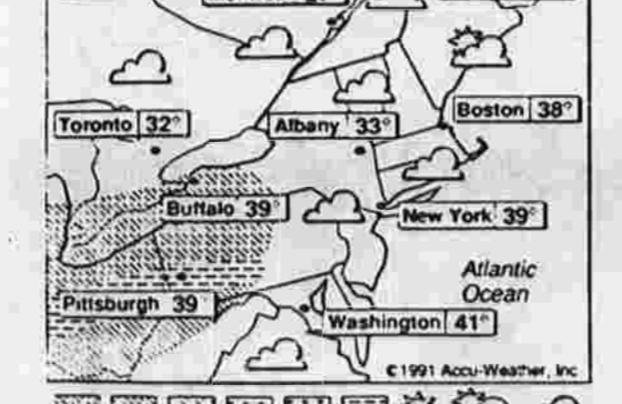 Boston 38°
Toronto 32°
Albany 33°
Buffalo 39°
New York 39°
Atlantic
Ocean
Pittsburgh 39
Washington 41°
© 1991 Accu-Weather, Inc